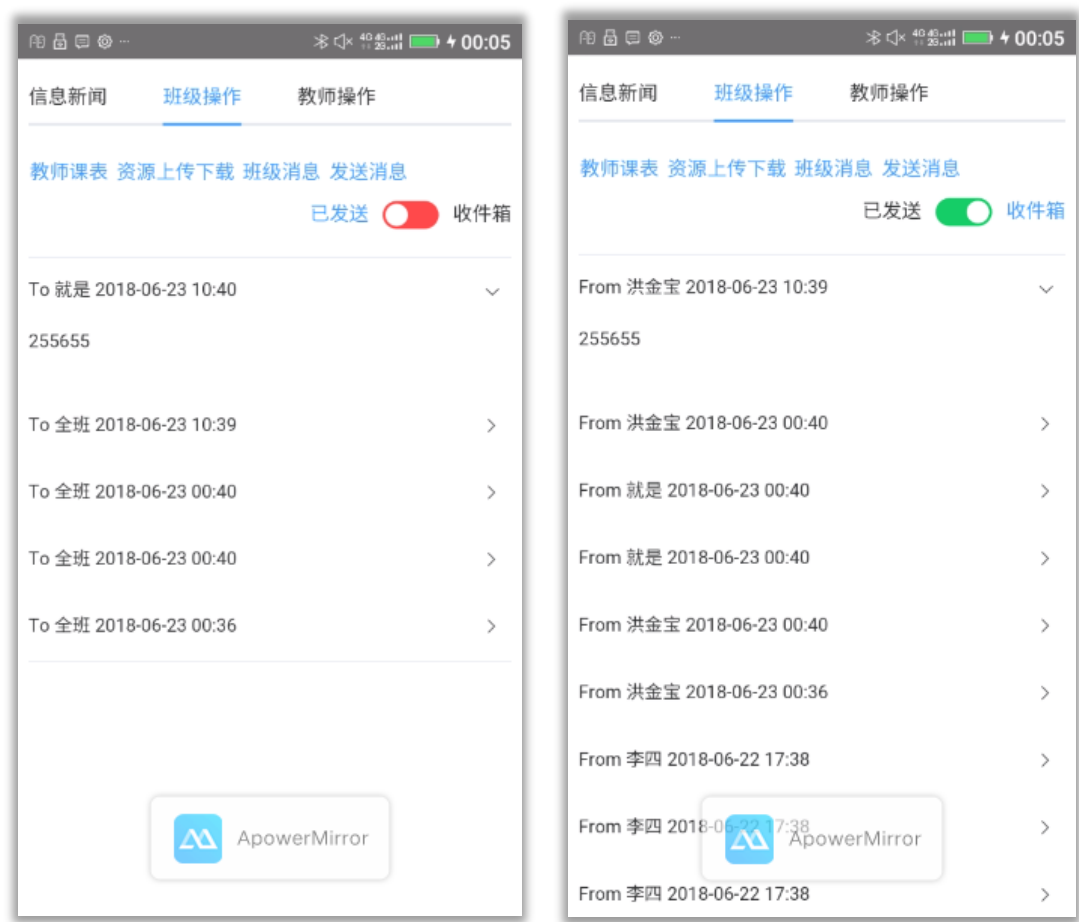 00:05
信息新闻 班级操作 教师操作
教师课表 资源上传下载 班级消息 发送消息
已发送 收件箱
To 就是 2018-06-23 10:40
255655
To 全班 2018-06-23 10:39
To 全班 2018-06-23 00:40
To 全班 2018-06-23 00:40
To 全班 2018-06-23 00:36
ApowerMirror
00:05
信息新闻 班级操作 教师操作
教师课表 资源上传下载 班级消息 发送消息
已发送 收件箱
From 洪金宝 2018-06-23 10:39
255655
From 洪金宝 2018-06-23 00:40
From 就是 2018-06-23 00:40
From 就是 2018-06-23 00:40
From 洪金宝 2018-06-23 00:40
From 洪金宝 2018-06-23 00:36
From 李四 2018-06-22 17:38
From 李四 2018-06-22 17:38
ApowerMirror
From 李四 2018-06-22 17:38